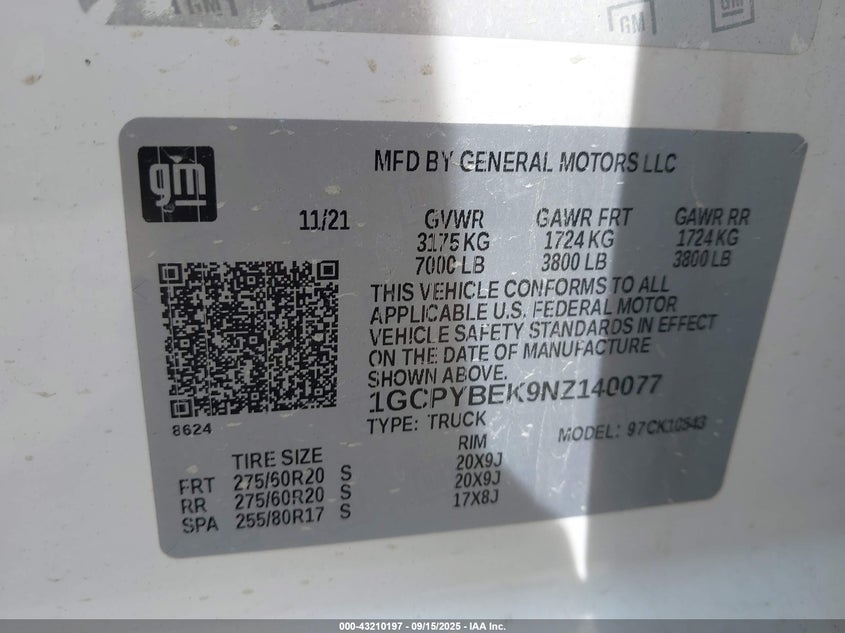 GM
GM
GM
gm
MFD BY GENERAL MOTORS LLC
11/21
GVWR
3175 KG
7000 LB
GAWR FRT
1724 KG
3800 LB
GAWR RR
1724 KG
3800 LB
THIS VEHICLE CONFORMS TO ALL
APPLICABLE U.S. FEDERAL MOTOR
VEHICLE SAFETY STANDARDS IN EFFECT
ON THE DATE OF MANUFACTURE
SHOWN ABOVE.
1GCPYBEK9NZ140077
TYPE: TRUCK
MODEL: 97CK10543
8624
TIRE SIZE
RIM
FRT 275/60R20 S 20X9J
RR 275/60R20 S 20X9J
SPA 255/80R17 S 17X8J
000-43210197 - 09/15/2025 - IAA Inc.